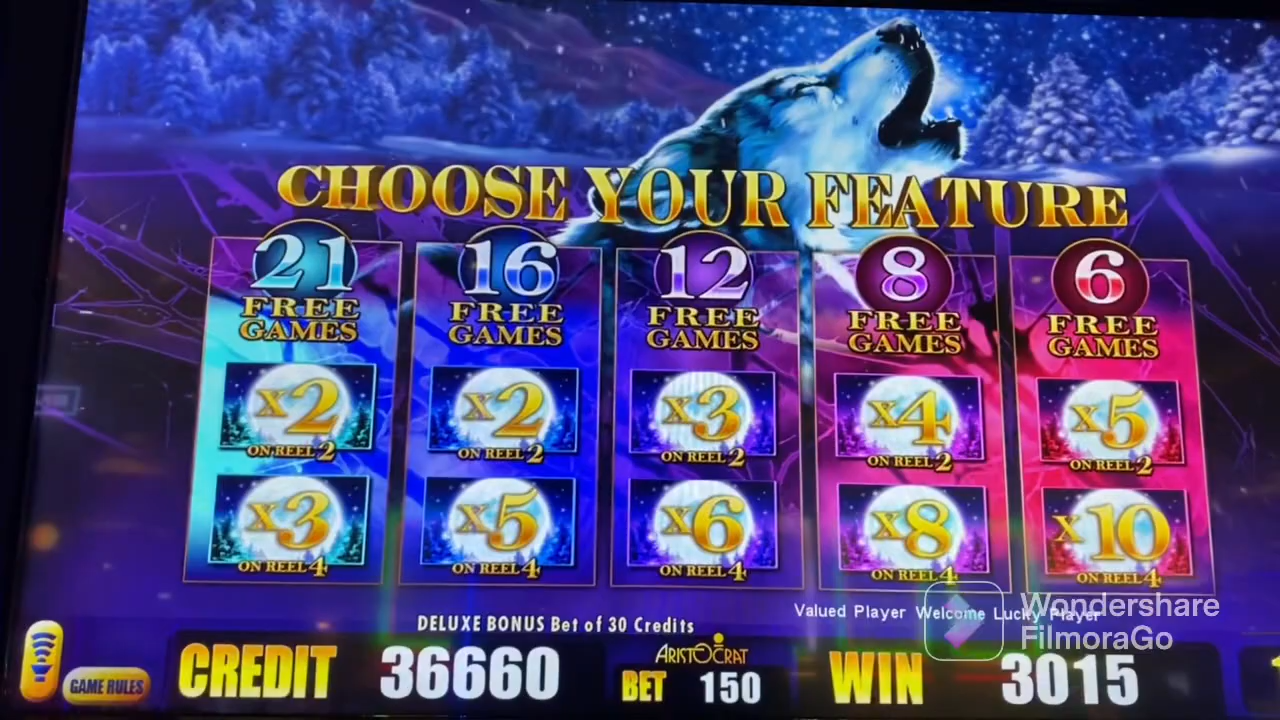 CHOOSE YOUR FEATURE
21 16 12 8 6
FREE FREE FREE FREE FREE
GAMES GAMES GAMES GAMES GAMES
x2 x2 x3 x4 x5
ON REEL 2 ON REEL 2 ON REEL 2 ON REEL 2 ON REEL 2
x3 x5 x6 x8 x10
ON REEL 4 ON REEL 4 ON REEL 4 ON REEL 4 ON REEL 4
Valued Player Welcome Lucky Player
Wondershare
FilmoraGo
DELUXE BONUS Bet of 30 Credits
ARISTOCRAT
GAME RULES
CREDIT 36660 BET 150 WIN 3015